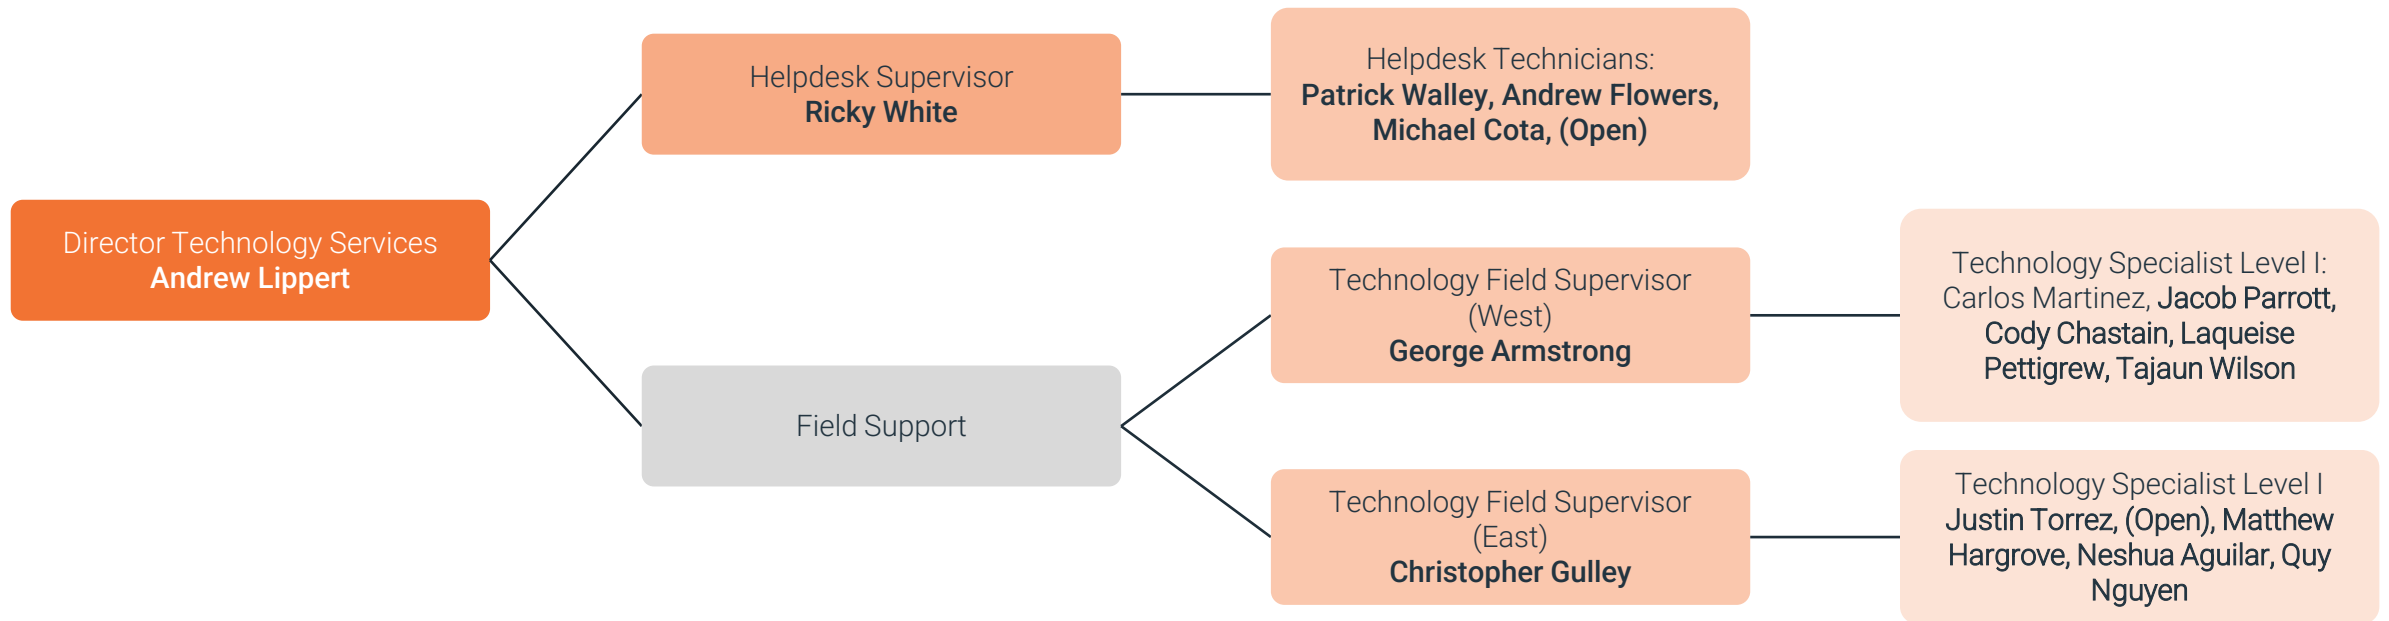 Director Technology Services
Andrew Lippert
Helpdesk Supervisor
Ricky White
Helpdesk Technicians:
Patrick Walley, Andrew Flowers,
Michael Cota, (Open)
Field Support
Technology Field Supervisor
(West)
George Armstrong
Technology Specialist Level I:
Carlos Martinez, Jacob Parrott,
Cody Chastain, Laqueise
Pettigrew, Tajaun Wilson
Technology Field Supervisor
(East)
Christopher Gulley
Technology Specialist Level I
Justin Torrez, (Open), Matthew
Hargrove, Neshua Aguilar, Quy
Nguyen